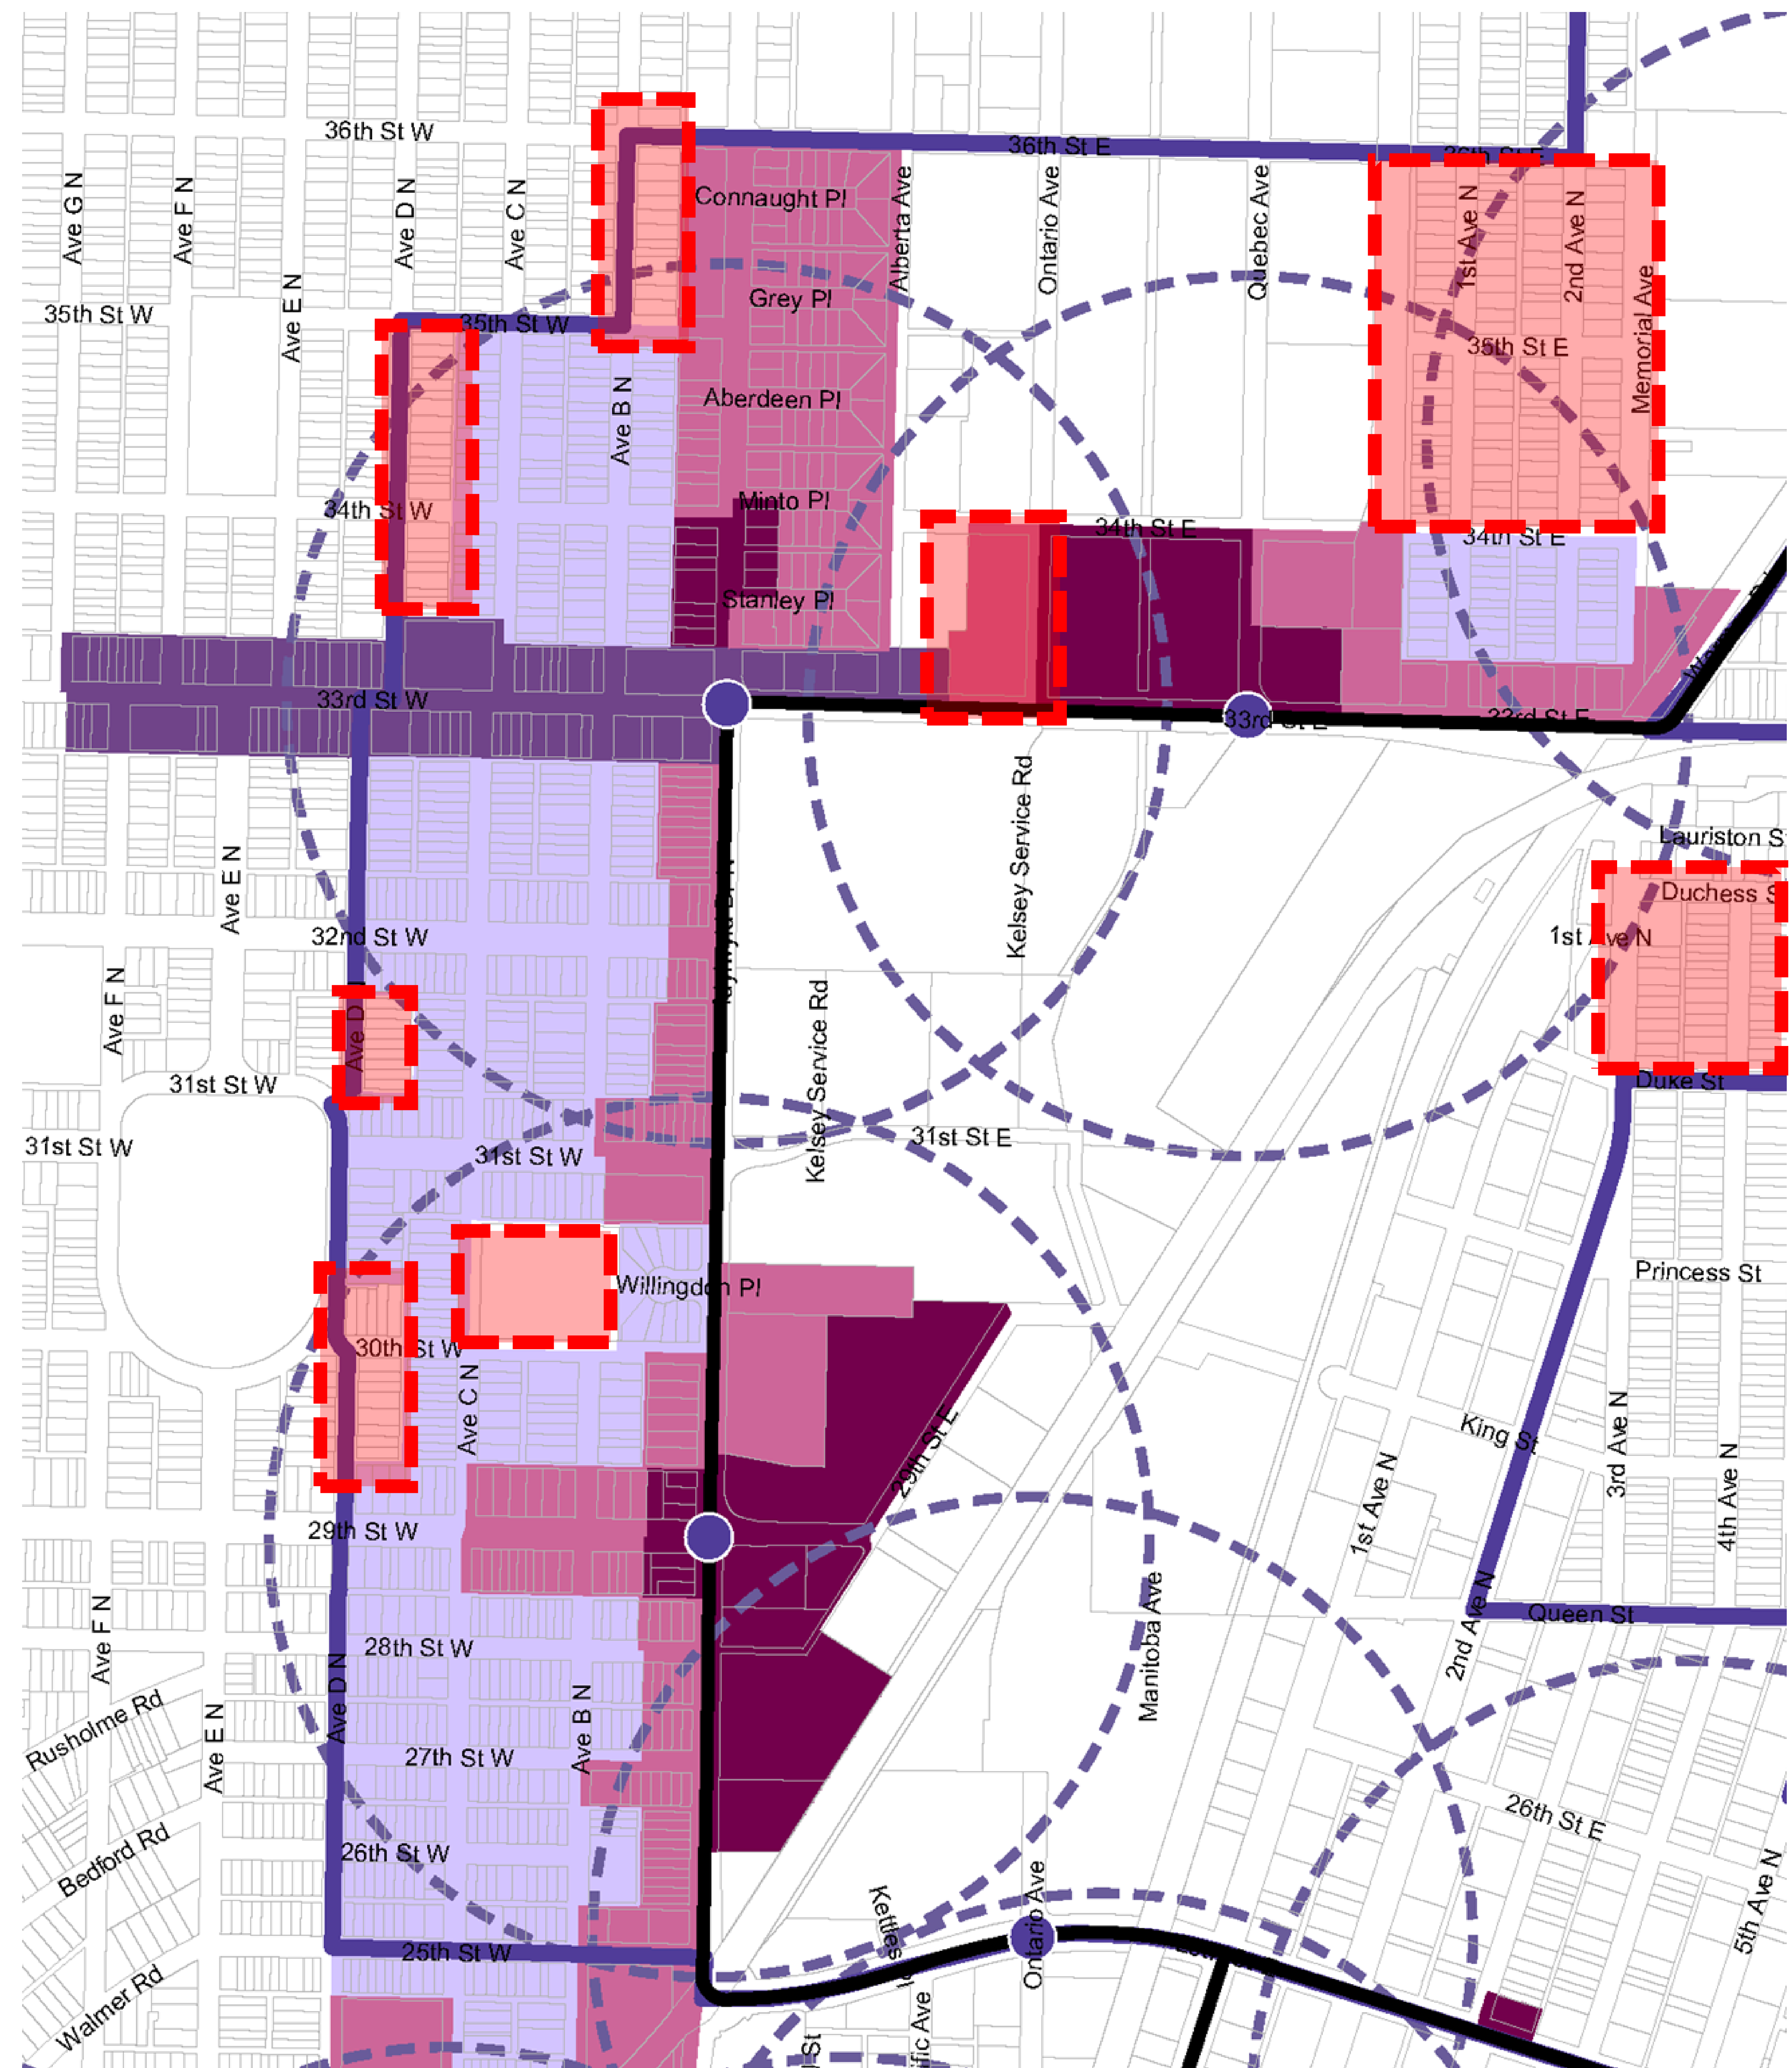 36th St W
36th St E
36th St E
Ave G N
Ave F N
Ave D N
Ave C N
Connaught Pl
Alberta Ave
Ontario Ave
Quebec Ave
1st Ave N
2nd Ave N
Memorial Ave
Ave E N
35th St W
35th St W
Grey Pl
35th St E
Ave B N
Aberdeen Pl
34th St W
Minto Pl
34th St E
34th St E
Stanley Pl
33rd St W
33rd St E
33rd St E
Kelsey Service Rd
Lauriston S
Duchess S
Ave E N
32nd St W
1st Ave N
Ave F N
Ave D
Kelsey Service Rd
31st St W
Duke St
31st St W
31st St W
31st St E
Willingdon Pl
Princess St
30th St W
Ave C N
29th St E
King St
3rd Ave N
4th Ave N
1st Ave N
29th St W
Ave F N
28th St W
Ave D N
Manitoba Ave
2nd Ave N
Queen St
Rusholme Rd
Ave E N
Ave B N
27th St W
26th St E
Bedford Rd
26th St W
5th Ave N
Kettles Pl
Ontario Ave
25th St W
Walmer Rd
l St
ific Ave